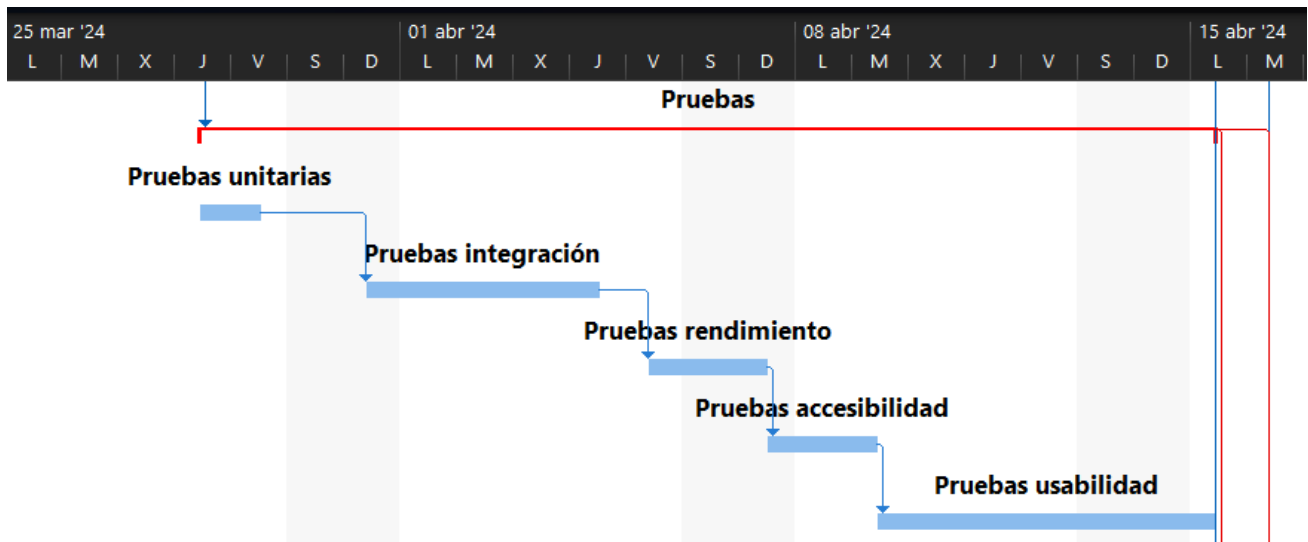 25 mar '24 01 abr '24 08 abr '24 15 abr '24
L M X J V S D L M X J V S D L M X J V S D L M
Pruebas
Pruebas unitarias
Pruebas integración
Pruebas rendimiento
Pruebas accesibilidad
Pruebas usabilidad